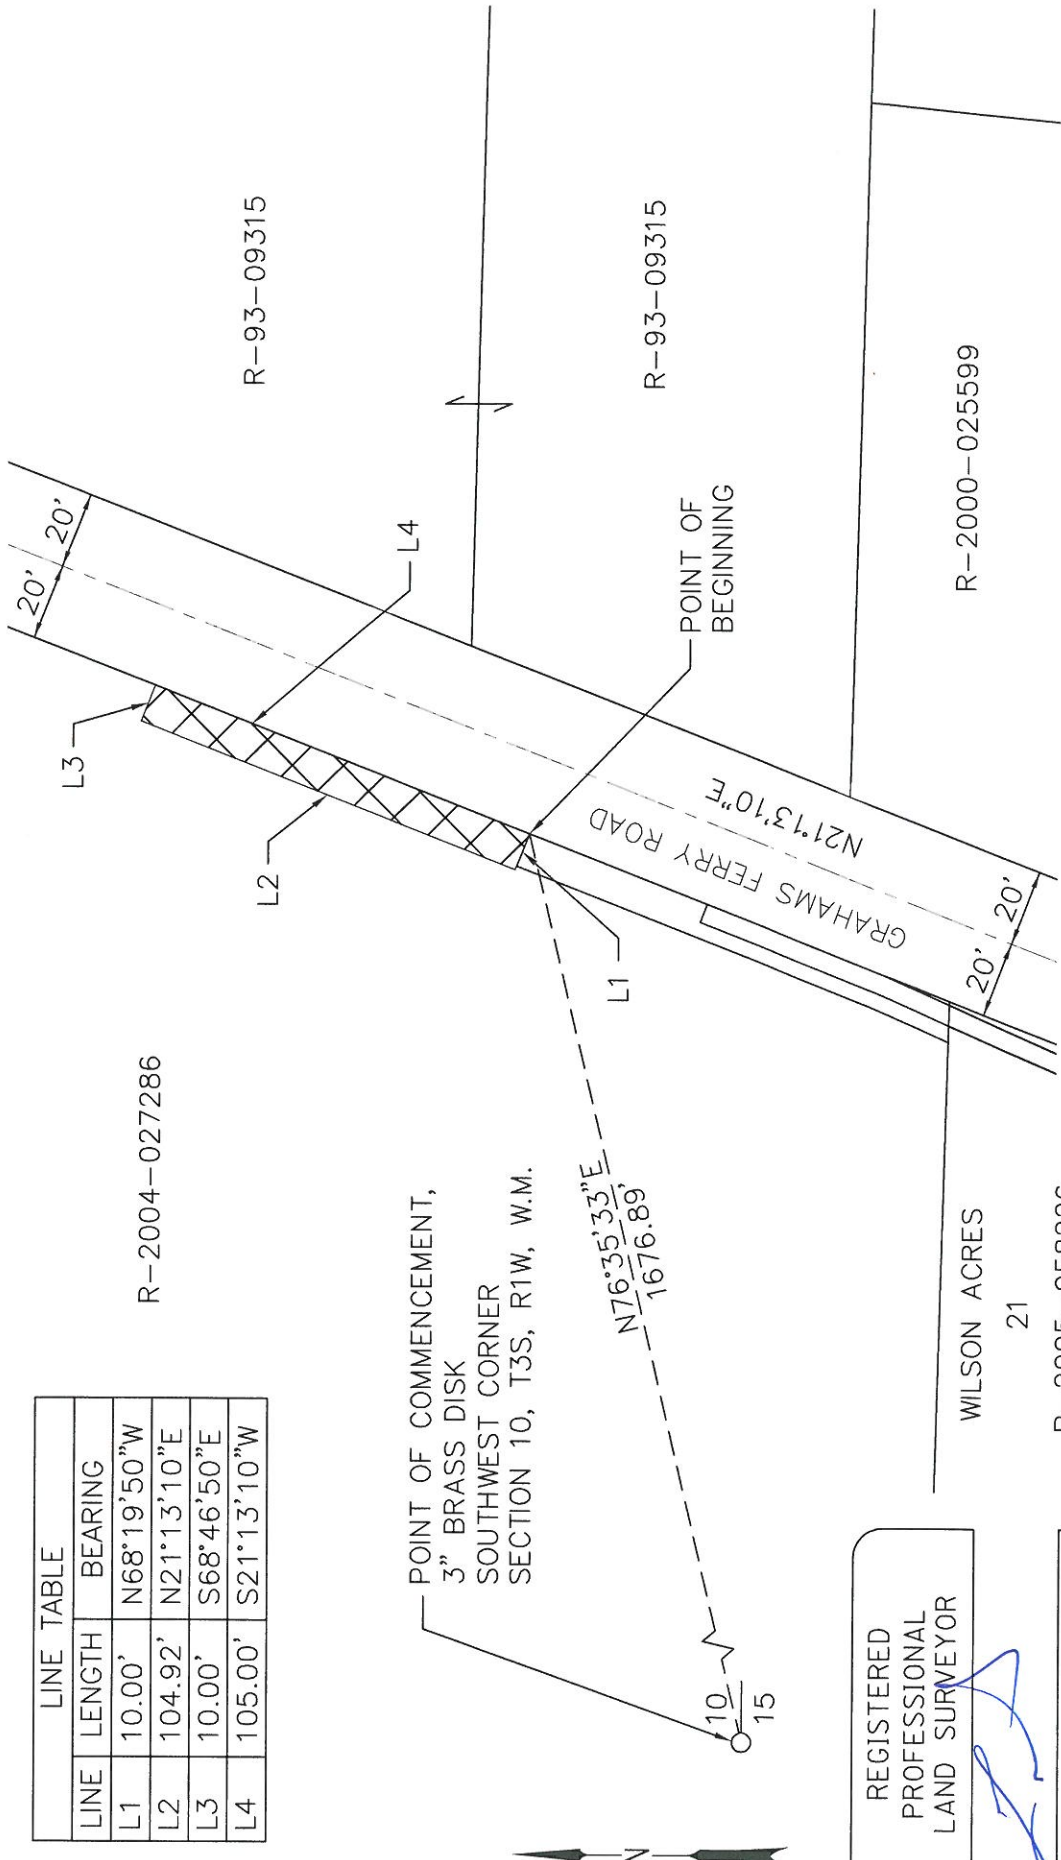 LINE TABLE
LINE LENGTH BEARING
L1 10.00' N68°19'50"W
L2 104.92' N21°13'10"E
L3 10.00' S68°46'50"E
L4 105.00' S21°13'10"W
R-2004-027286
L3
L2
20' 20'
R-93-09315
L4
POINT OF COMMENCEMENT,
3" BRASS DISK
SOUTHWEST CORNER
SECTION 10, T3S, R1W, W.M.
N76°35'33"E
1676.89'
L1
POINT OF
BEGINNING
R-93-09315
GRAHAMS FERRY ROAD
N21°13'10"E
10
15
N
20' 20'
R-2000-025599
WILSON ACRES
21
REGISTERED
PROFESSIONAL
LAND SURVEYOR